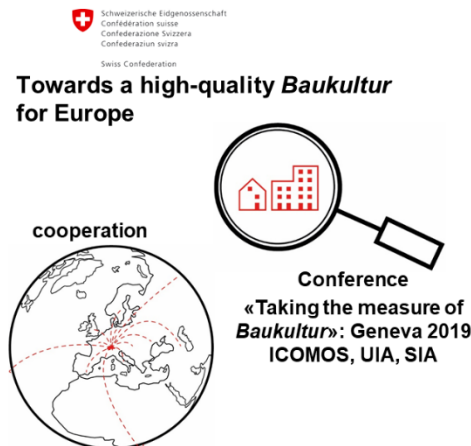 Schweizerische Eidgenossenschaft
Confédération suisse
Confederazione Svizzera
Confederaziun svizra
Swiss Confederation
Towards a high-quality Baukultur
for Europe
cooperation
Conference
«Taking the measure of
Baukultur»: Geneva 2019
ICOMOS, UIA, SIA